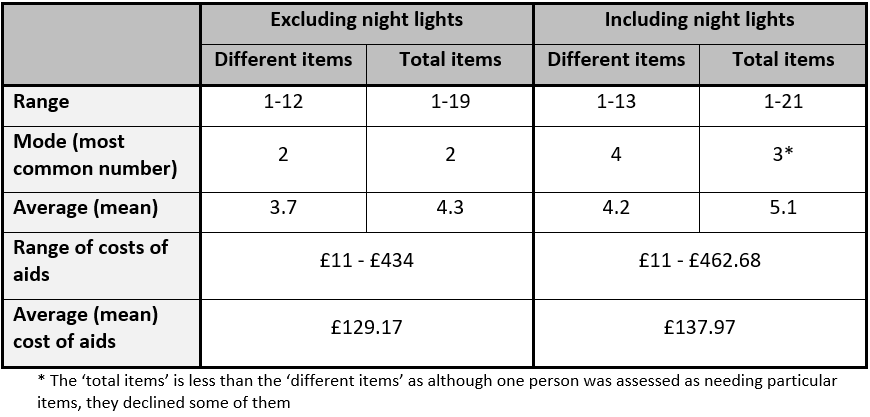 Excluding night lights Including night lights
Different items Total items Different items Total items
Range 1-12 1-19 1-13 1-21
Mode (most
common number) 2 2 4 3*
Average (mean) 3.7 4.3 4.2 5.1
Range of costs of
aids £11 - £434 £11 - £462.68
Average (mean)
cost of aids £129.17 £137.97
* The ‘total items’ is less than the ‘different items’ as although one person was assessed as needing particular
items, they declined some of them